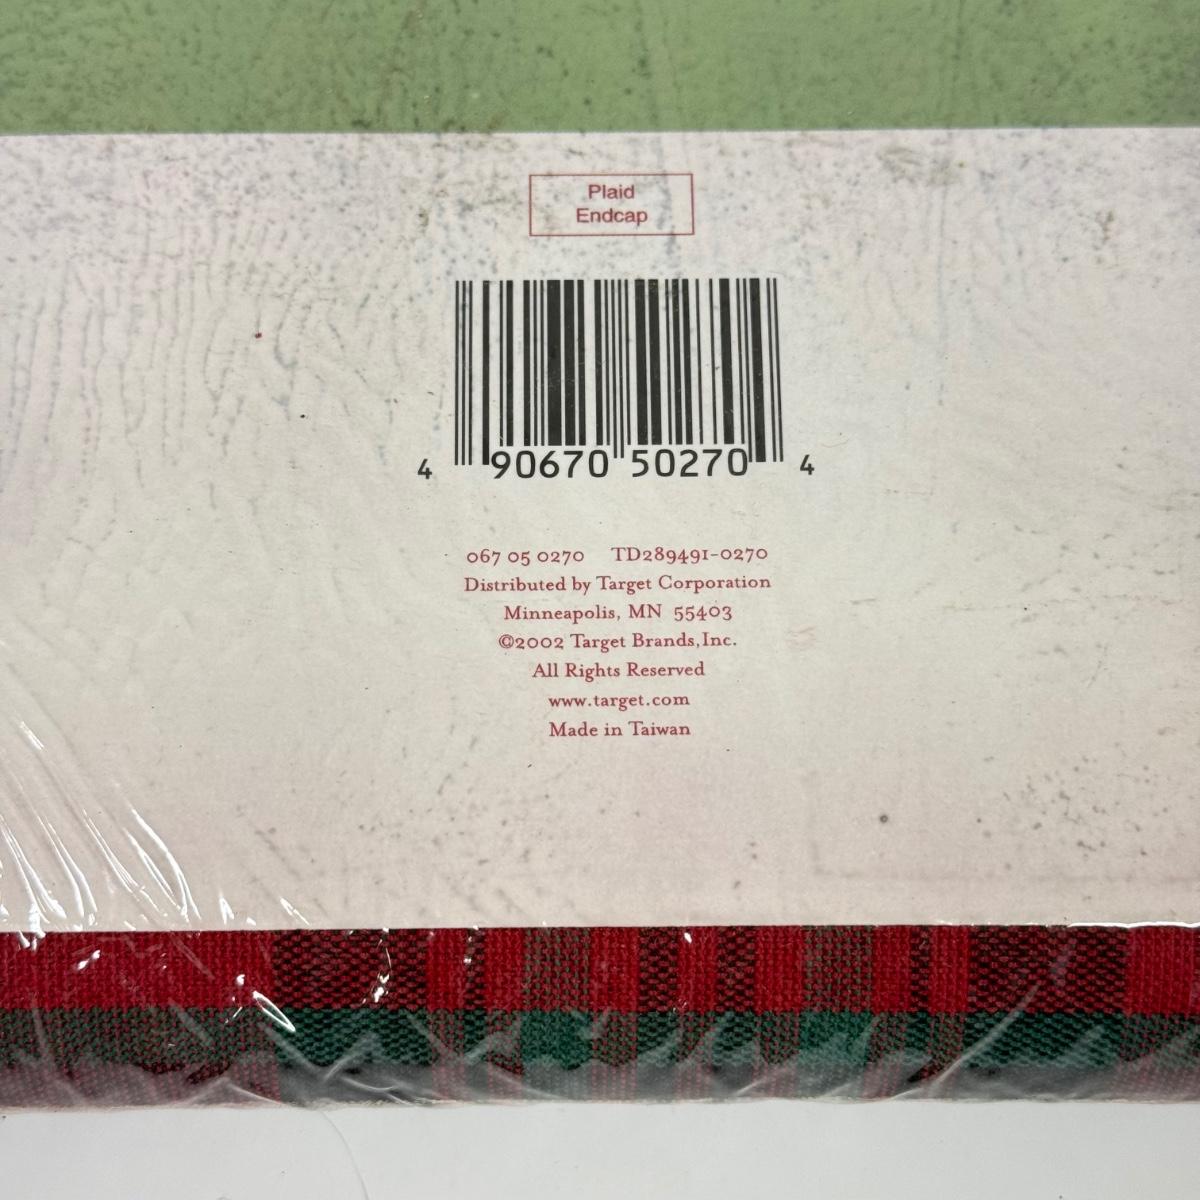 Plaid
Endcap
4 90670 50270 4
067 05 0270 TD289491-0270
Distributed by Target Corporation
Minneapolis, MN 55403
©2002 Target Brands, Inc.
All Rights Reserved
www.target.com
Made in Taiwan